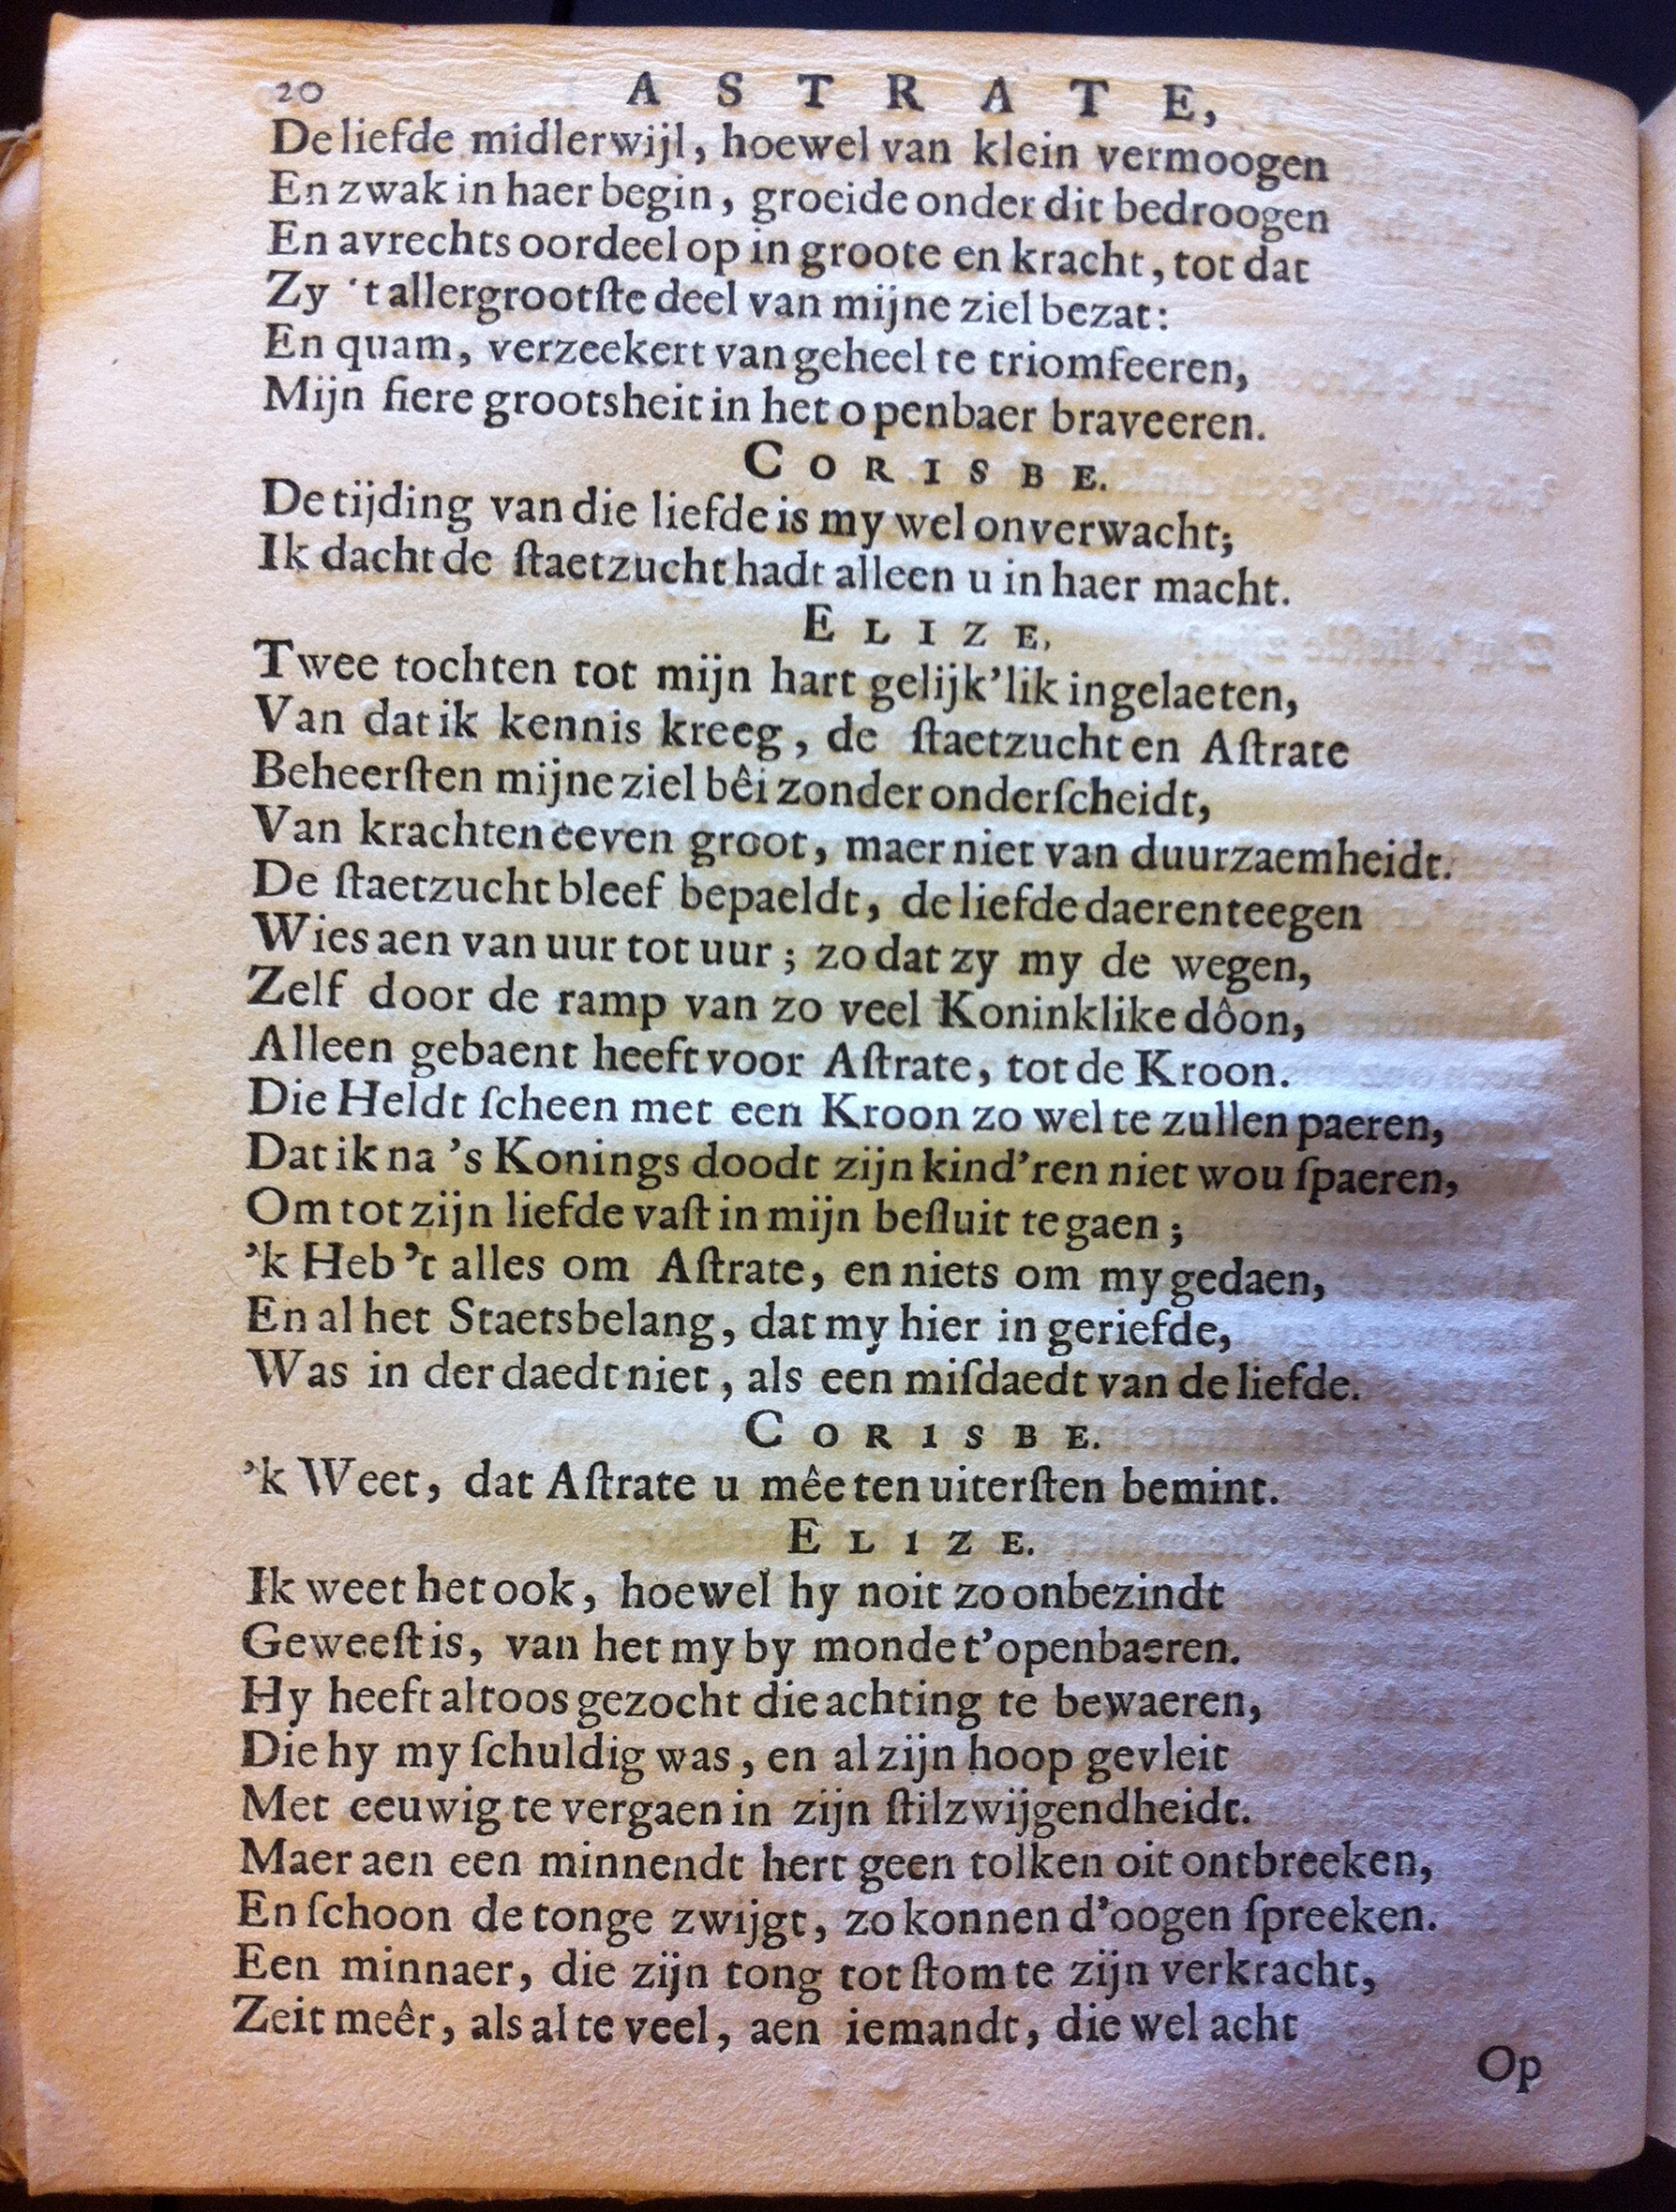 20 ASTRATE,
De liefde midlerwijl, hoewel van klein vermoogen
En zwak in haer begin, groeide onder dit bedroogen
En avrechts oordeel op in groote en kracht, tot dat
Zy 't allergrootſte deel van mijne ziel bezat:
En quam, verzeekert van geheel te triomfeeren,
Mijn fiere grootsheit in het openbaer braveeren.
CORISBE.
De tijding van die liefde is my wel onverwacht;
Ik dacht de ſtaetzucht hadt alleen u in haer macht.
ELIZE,
Twee tochten tot mijn hart gelijk'lik ingelaeten,
Van dat ik kennis kreeg, de ſtaetzucht en Aſtrate
Beheerſten mijne ziel bêi zonder onderſcheidt,
Van krachten eeven groot, maer niet van duurzaemheidt.
De ſtaetzucht bleef bepaeldt, de liefde daerenteegen
Wies aen van uur tot uur; zo dat zy my de wegen,
Zelf door de ramp van zo veel Koninklike dôon,
Alleen gebaent heeft voor Aſtrate, tot de Kroon.
Die Heldt ſcheen met een Kroon zo wel te zullen paeren,
Dat ik na 's Konings doodt zijn kind'ren niet wou ſpaeren,
Om tot zijn liefde vaſt in mijn beſluit te gaen;
'k Heb 't alles om Aſtrate, en niets om my gedaen,
En al het Staetsbelang, dat my hier in geriefde,
Was in der daedt niet, als een miſdaedt van de liefde.
CORISBE.
'k Weet, dat Aſtrate u mêe ten uiterſten bemint.
ELIZE.
Ik weet het ook, hoewel hy noit zo onbezindt
Geweeſt is, van het my by monde t'openbaeren.
Hy heeft altoos gezocht die achting te bewaeren,
Die hy my ſchuldig was, en al zijn hoop gevleit
Met eeuwig te vergaen in zijn ſtilzwijgendheidt.
Maer aen een minnendt hert geen tolken oit ontbreeken,
En ſchoon de tonge zwijgt, zo konnen d'oogen ſpreeken.
Een minnaer, die zijn tong tot ſtom te zijn verkracht,
Zeit meêr, als al te veel, aen iemandt, die wel acht
Op